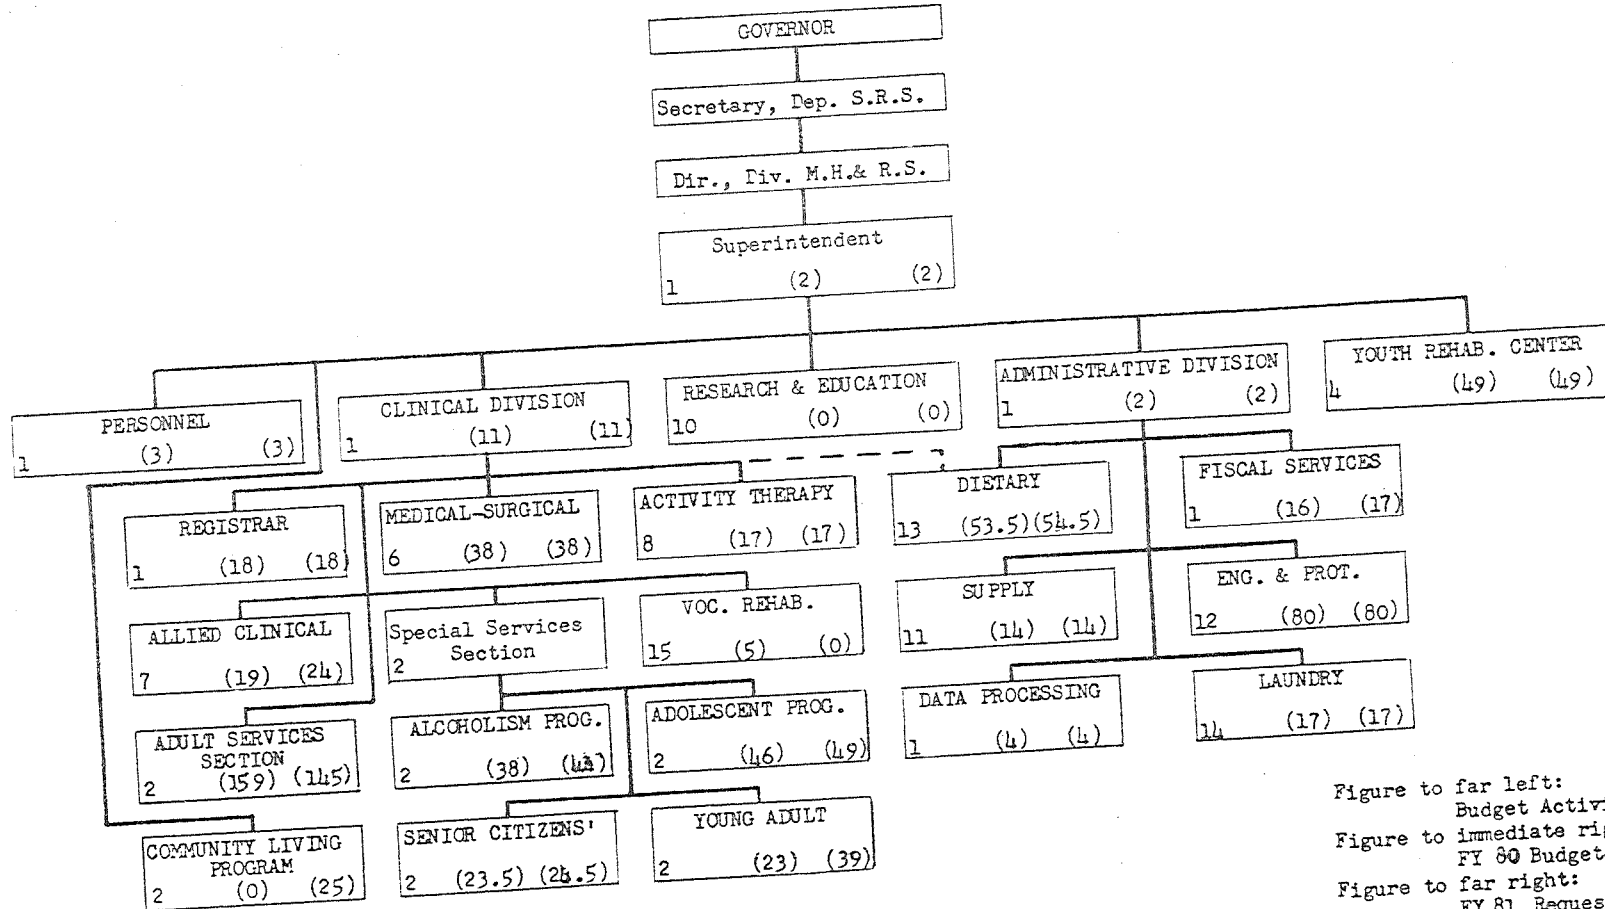 GOVERNOR
Secretary, Dep. S.R.S.
Dir., Div. M.H.& R.S.
Superintendent
1 (2) (2)
PERSONNEL
1 (3) (3)
CLINICAL DIVISION
1 (11) (11)
RESEARCH & EDUCATION
10 (0) (0)
ADMINISTRATIVE DIVISION
1 (2) (2)
YOUTH REHAB. CENTER
4 (49) (49)
REGISTRAR
1 (18) (18)
MEDICAL-SURGICAL
6 (38) (38)
ACTIVITY THERAPY
8 (17) (17)
DIETARY
13 (53.5)(54.5)
FISCAL SERVICES
1 (16) (17)
ALLIED CLINICAL
7 (19) (24)
Special Services
Section
2
VOC. REHAB.
15 (5) (0)
SUPPLY
11 (14) (14)
ENG. & PROT.
12 (80) (80)
ADULT SERVICES
SECTION
2 (159) (145)
ALCOHOLISM PROG.
2 (38)
ADOLESCENT PROG.
2 (46) (49)
DATA PROCESSING
1 (4) (4)
LAUNDRY
14 (17) (17)
COMMUNITY LIVING
PROGRAM
2 (0) (25)
SENIOR CITIZENS'
2 (23.5) (24.5)
YOUNG ADULT
2 (23) (39)
Figure to far left:
Budget Activi
Figure to immediate rig
FY 80 Budget
Figure to far right:
FY 81 Reques